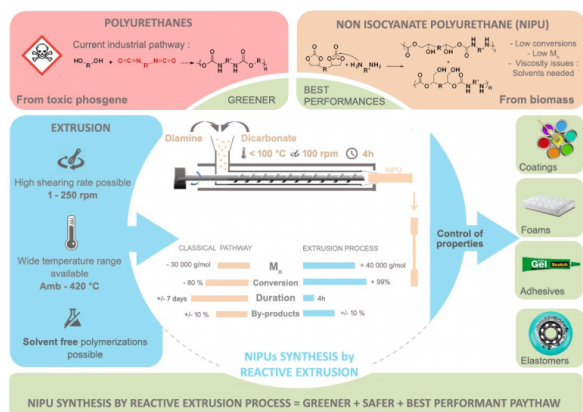 POLYURETHANES
Current industrial pathway :
From toxic phosgene
NON ISOCYANATE POLYURETHANE (NIPU)
- Low conversions
- Low Mn
- Viscosity issues :
Solvents needed
From biomass
GREENER
BEST
PERFORMANCES
EXTRUSION
High shearing rate possible
1 - 250 rpm
Wide temperature range
available
Amb - 420 °C
Solvent free polymerizations
possible
Diamine
Dicarbonate
< 100 °C
100 rpm
4h
NIPU
CLASSICAL PATHWAY
EXTRUSION PROCESS
- 30 000 g/mol
Mn
+ 40 000 g/mol
- 80 %
Conversion
+ 99%
+/- 7 days
Duration
4h
+/- 10 %
By-products
+/- 10 %
NIPUs SYNTHESIS by
REACTIVE EXTRUSION
Control of
properties
Coatings
Foams
Gel
Scotch
Adhesives
Elastomers
NIPU SYNTHESIS BY REACTIVE EXTRUSION PROCESS = GREENER + SAFER + BEST PERFORMANT PAYTHAW